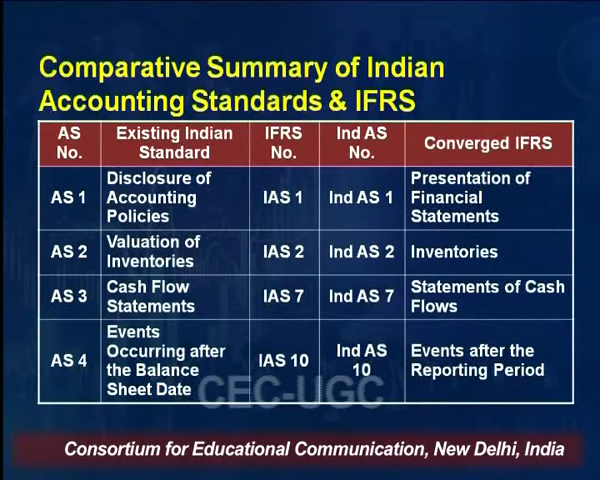 Comparative Summary of Indian
Accounting Standards & IFRS
AS No. | Existing Indian Standard | IFRS No. | Ind AS No. | Converged IFRS
AS 1 | Disclosure of Accounting Policies | IAS 1 | Ind AS 1 | Presentation of Financial Statements
AS 2 | Valuation of Inventories | IAS 2 | Ind AS 2 | Inventories
AS 3 | Cash Flow Statements | IAS 7 | Ind AS 7 | Statements of Cash Flows
AS 4 | Events Occurring after the Balance Sheet Date | IAS 10 | Ind AS 10 | Events after the Reporting Period
CEC-UGC
Consortium for Educational Communication, New Delhi, India